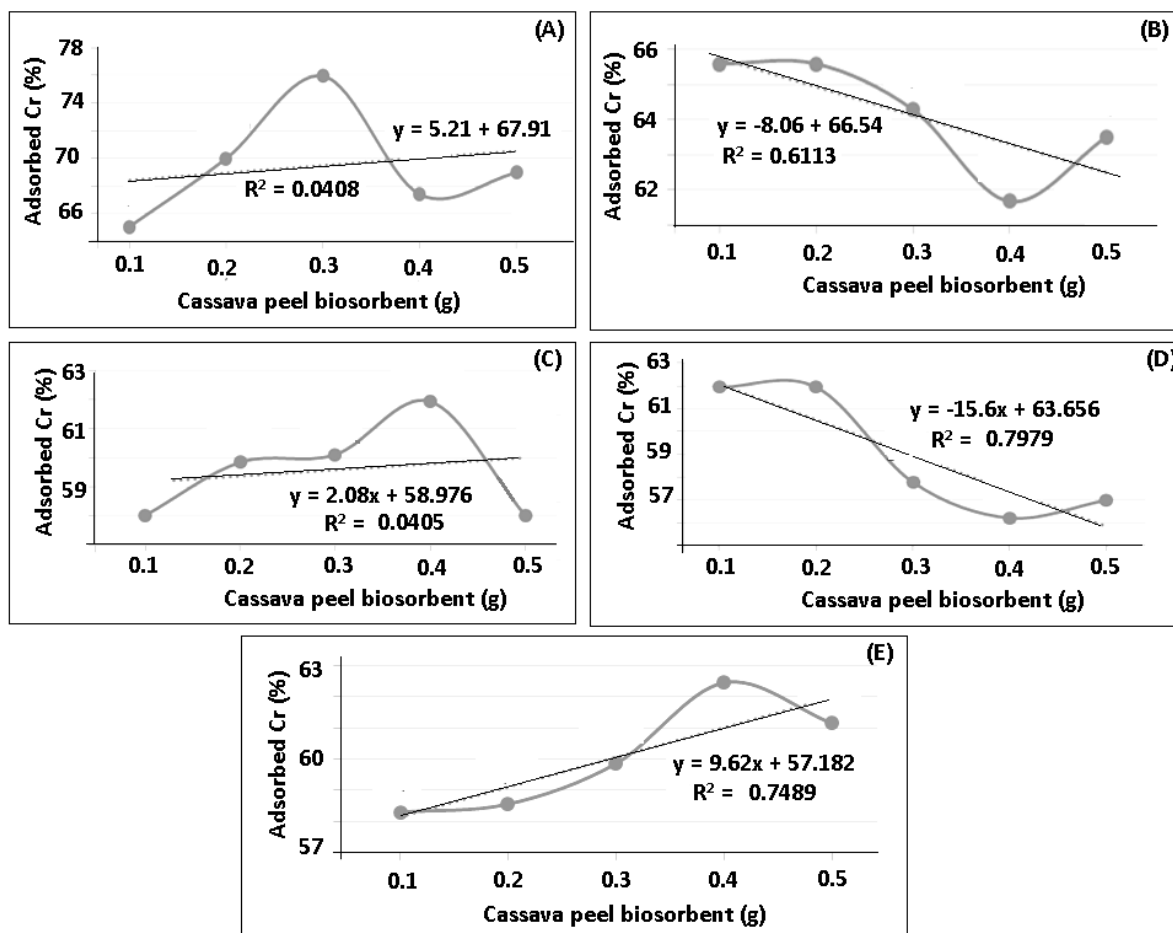 (A)
Adsorbed Cr (%)
78
74
70
66
y = 5.21 + 67.91
R² = 0.0408
0.1 0.2 0.3 0.4 0.5
Cassava peel biosorbent (g)
(B)
Adsorbed Cr (%)
66
64
62
y = -8.06 + 66.54
R² = 0.6113
0.1 0.2 0.3 0.4 0.5
Cassava peel biosorbent (g)
(C)
Adsorbed Cr (%)
63
61
59
y = 2.08x + 58.976
R² = 0.0405
0.1 0.2 0.3 0.4 0.5
Cassava peel biosorbent (g)
(D)
Adsorbed Cr (%)
63
61
59
57
y = -15.6x + 63.656
R² = 0.7979
0.1 0.2 0.3 0.4 0.5
Cassava peel biosorbent (g)
(E)
Adsorbed Cr (%)
63
60
57
y = 9.62x + 57.182
R² = 0.7489
0.1 0.2 0.3 0.4 0.5
Cassava peel biosorbent (g)